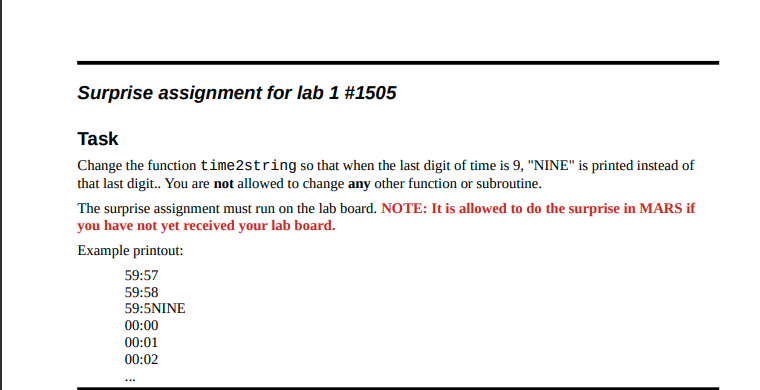 Surprise assignment for lab 1 #1505
Task
Change the function time2string so that when the last digit of time is 9, "NINE" is printed instead of
that last digit.. You are not allowed to change any other function or subroutine.
The surprise assignment must run on the lab board. NOTE: It is allowed to do the surprise in MARS if
you have not yet received your lab board.
Example printout:
59:57
59:58
59:5NINE
00:00
00:01
00:02
...